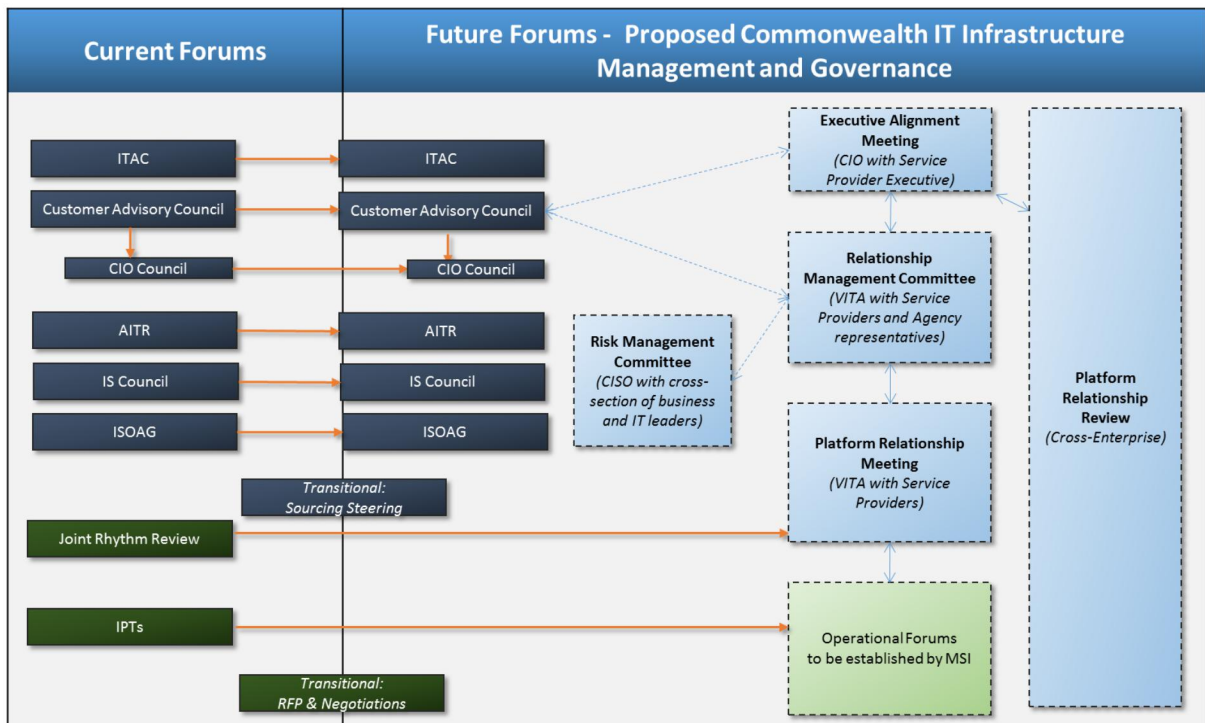 Current Forums
Future Forums - Proposed Commonwealth IT Infrastructure
Management and Governance
ITAC
Customer Advisory Council
CIO Council
AITR
IS Council
ISOAG
Transitional:
Sourcing Steering
Joint Rhythm Review
IPTs
Transitional:
RFP & Negotiations
ITAC
Customer Advisory Council
CIO Council
AITR
IS Council
ISOAG
Risk Management
Committee
(CISO with cross-
section of business
and IT leaders)
Executive Alignment
Meeting
(CIO with Service
Provider Executive)
Relationship
Management Committee
(VITA with Service
Providers and Agency
representatives)
Platform Relationship
Meeting
(VITA with Service
Providers)
Operational Forums
to be established by MSI
Platform
Relationship
Review
(Cross-Enterprise)